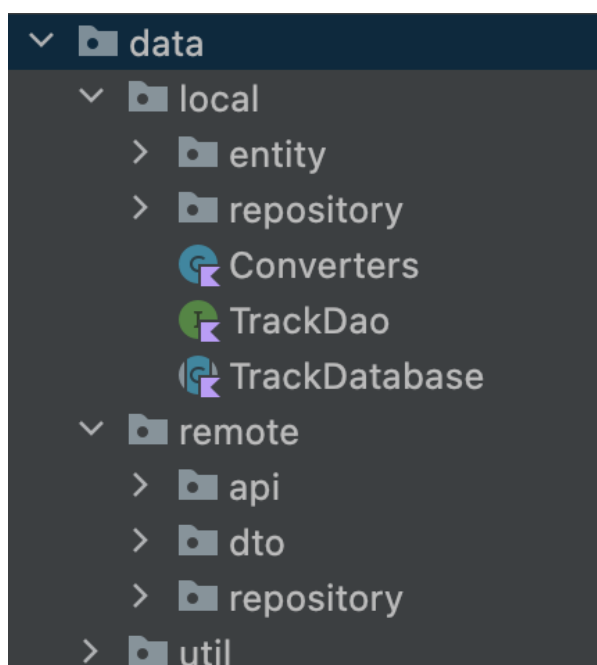 data
local
entity
repository
Converters
TrackDao
TrackDatabase
remote
api
dto
repository
util